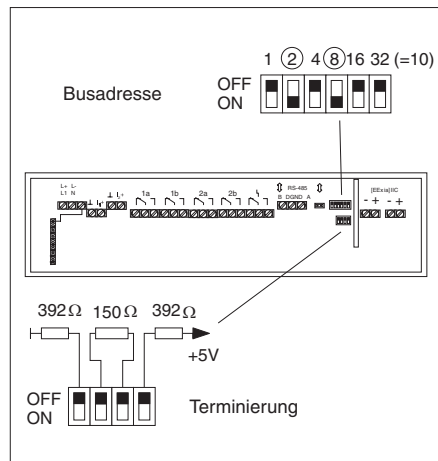 1 2 4 8 16 32 (=10)
Busadresse
OFF
ON
L+ L-
L1 N
1a 1b 2a 2b
RS-485
B DGND A
[EExis]IIC
- + - +
392Ω 150Ω 392Ω
+5V
OFF
ON
Terminierung